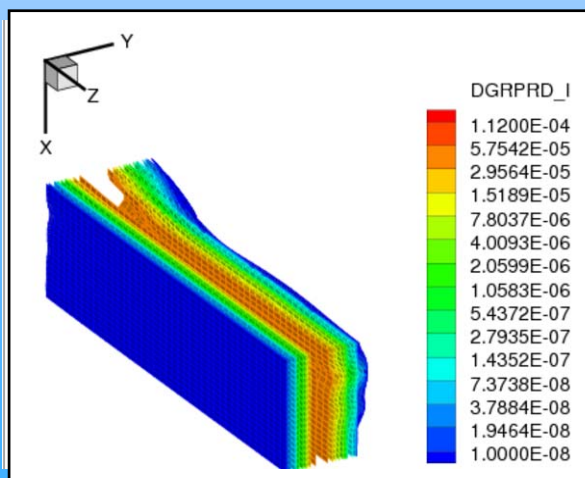 Y
Z
X
DGRPRD_I
1.1200E-04
5.7542E-05
2.9564E-05
1.5189E-05
7.8037E-06
4.0093E-06
2.0599E-06
1.0583E-06
5.4372E-07
2.7935E-07
1.4352E-07
7.3738E-08
3.7884E-08
1.9464E-08
1.0000E-08